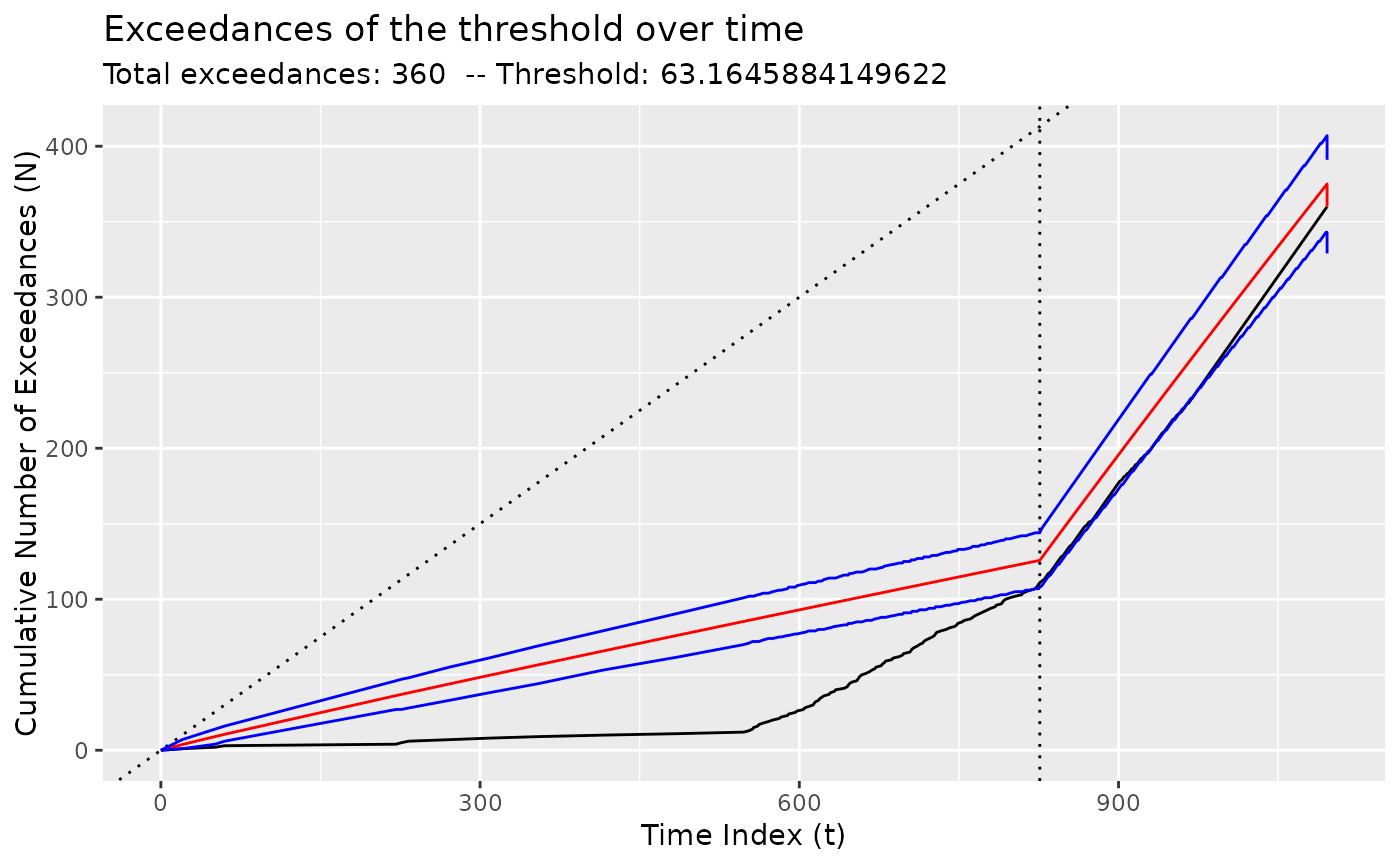 Exceedances of the threshold over time
Total exceedances: 360  -- Threshold: 63.1645884149622
Cumulative Number of Exceedances (N)
400
300
200
100
0
0 300 600 900
Time Index (t)